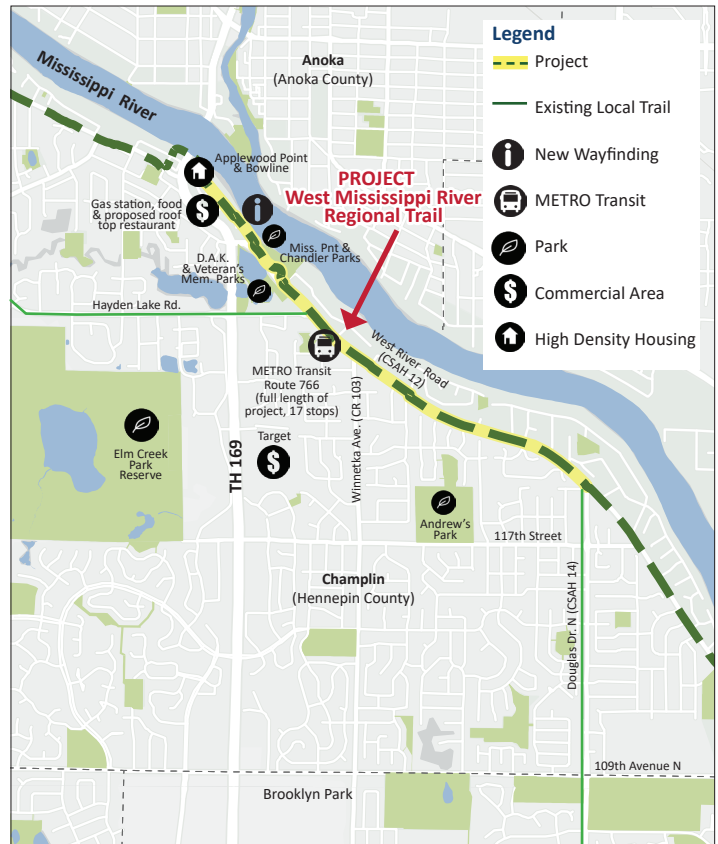 Legend
Project
Existing Local Trail
New Wayfinding
METRO Transit
Park
Commercial Area
High Density Housing
Mississippi River
Anoka
(Anoka County)
Applewood Point
& Bowline
PROJECT
West Mississippi River
Regional Trail
Gas station, food
& proposed roof
top restaurant
$
i
Miss. Pnt &
Chandler Parks
D.A.K.
& Veteran's
Mem. Parks
Hayden Lake Rd.
West River Road
(CSAH 12)
METRO Transit
Route 766
(full length of
project, 17 stops)
Winnetka Ave. (CR 103)
Elm Creek
Park
Reserve
TH 169
Target
$
Andrew's
Park
117th Street
Champlin
(Hennepin County)
Douglas Dr. N (CSAH 14)
109th Avenue N
Brooklyn Park